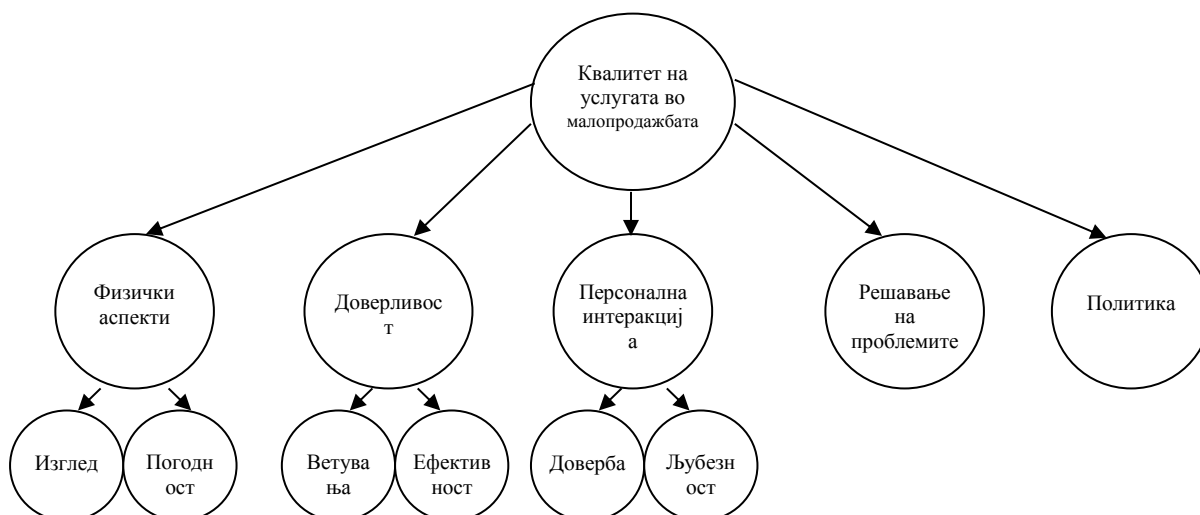 Квалитет на
услугата во
малопродажбата
Физички
аспекти
Доверливос
т
Персонална
интеракциј
а
Решавање
на
проблемите
Политика
Изглед
Погодн
ост
Ветува
ња
Ефектив
ност
Доверба
Љубезн
ост